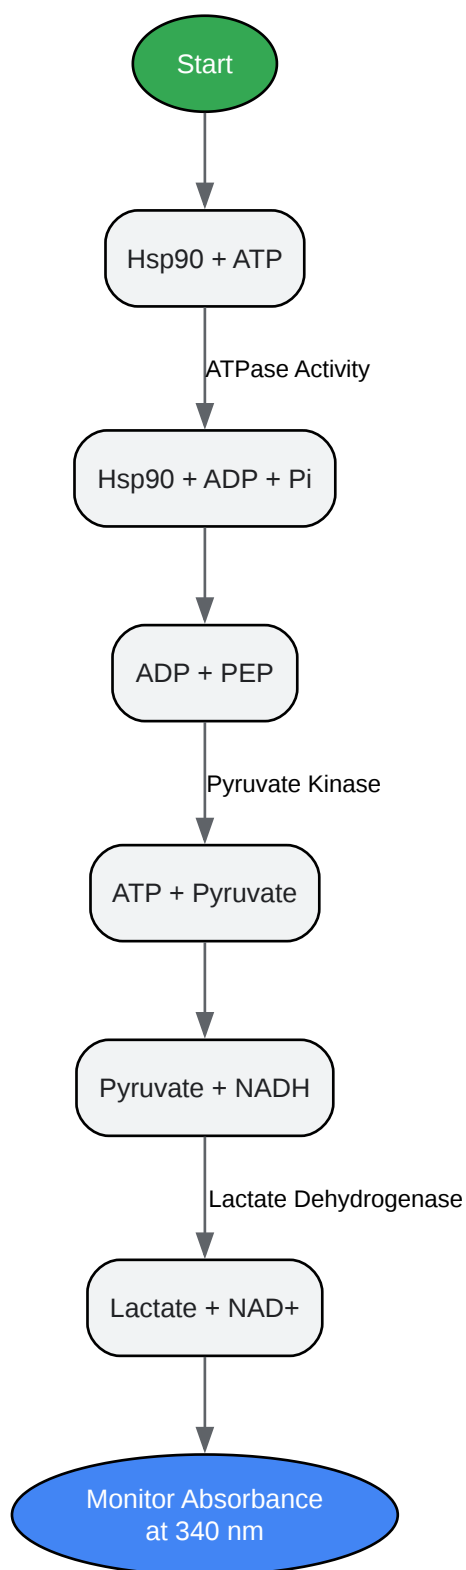 Start
Hsp90 + ATP
ATPase Activity
Hsp90 + ADP + Pi
ADP + PEP
Pyruvate Kinase
ATP + Pyruvate
Pyruvate + NADH
Lactate Dehydrogenase
Lactate + NAD+
Monitor Absorbance
at 340 nm